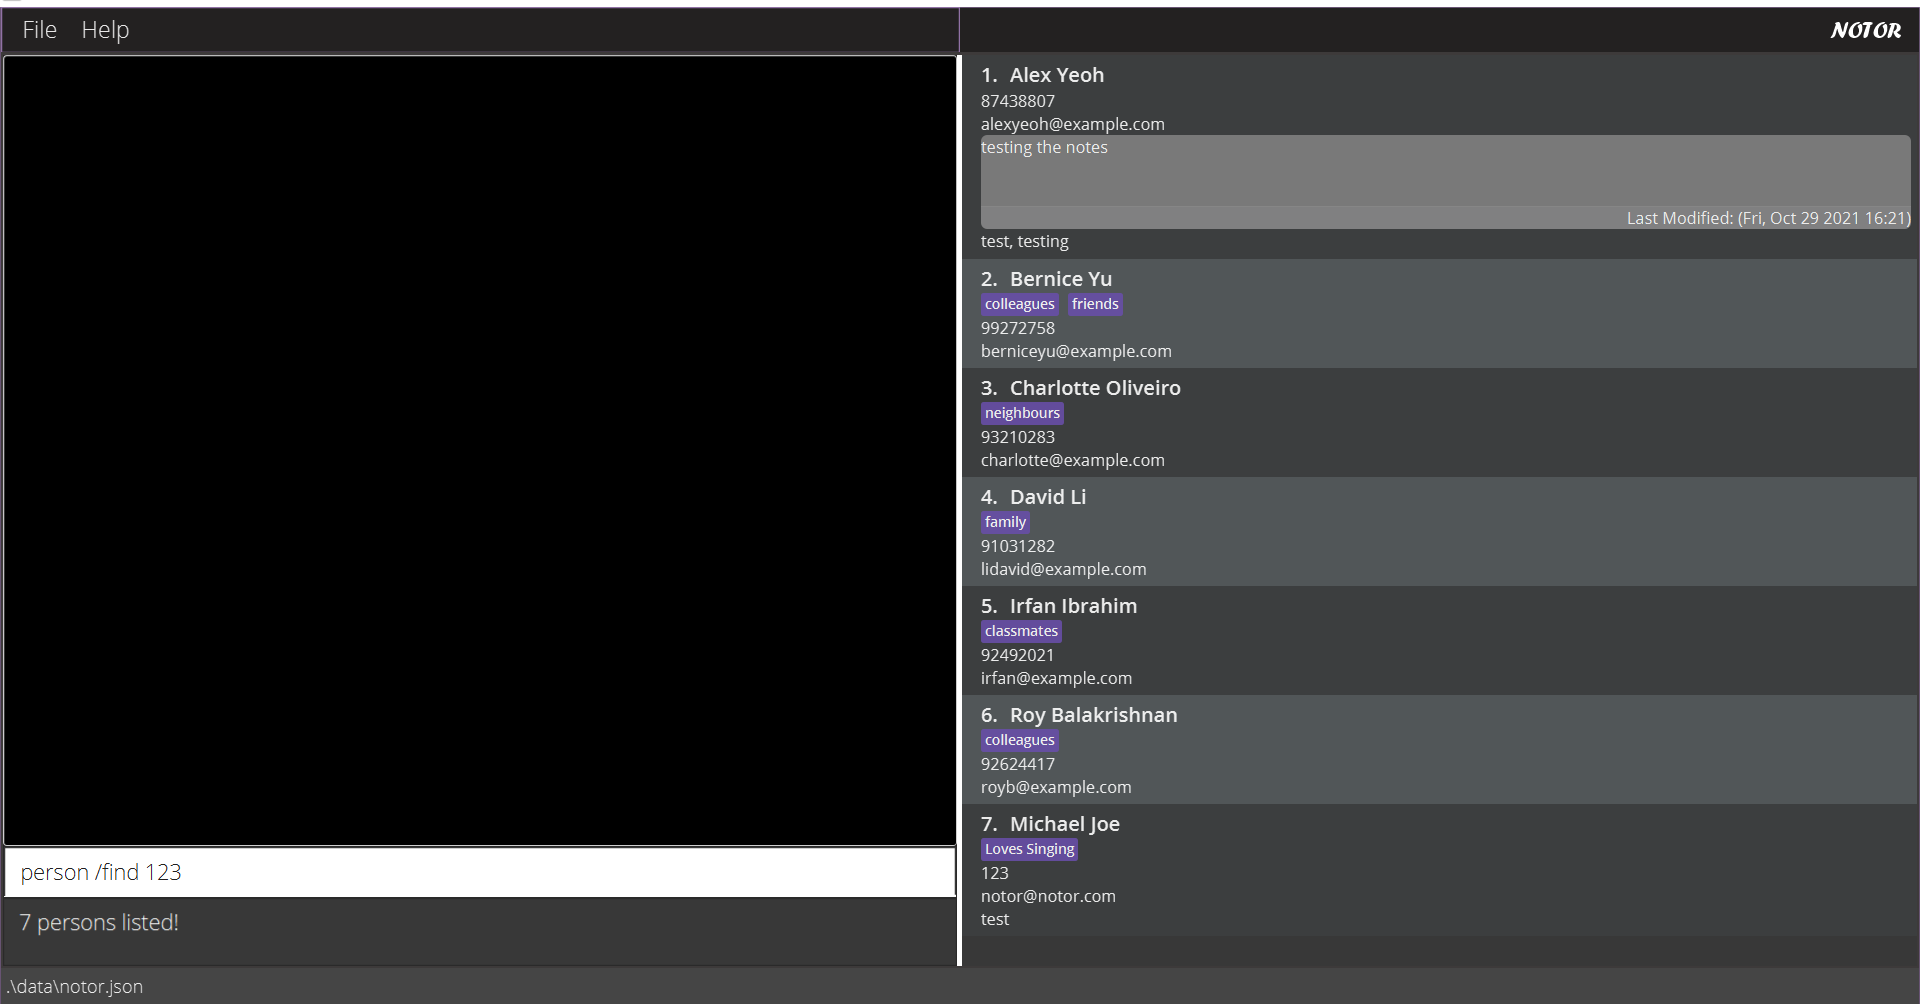 File Help
NOTOR
person /find 123
7 persons listed!
1. Alex Yeoh
87438807
alexyeoh@example.com
testing the notes
Last Modified: (Fri, Oct 29 2021 16:21)
test, testing
2. Bernice Yu
colleagues friends
99272758
berniceyu@example.com
3. Charlotte Oliveiro
neighbours
93210283
charlotte@example.com
4. David Li
family
91031282
lidavid@example.com
5. Irfan Ibrahim
classmates
92492021
irfan@example.com
6. Roy Balakrishnan
colleagues
92624417
royb@example.com
7. Michael Joe
Loves Singing
123
notor@notor.com
test
.\data\notor.json